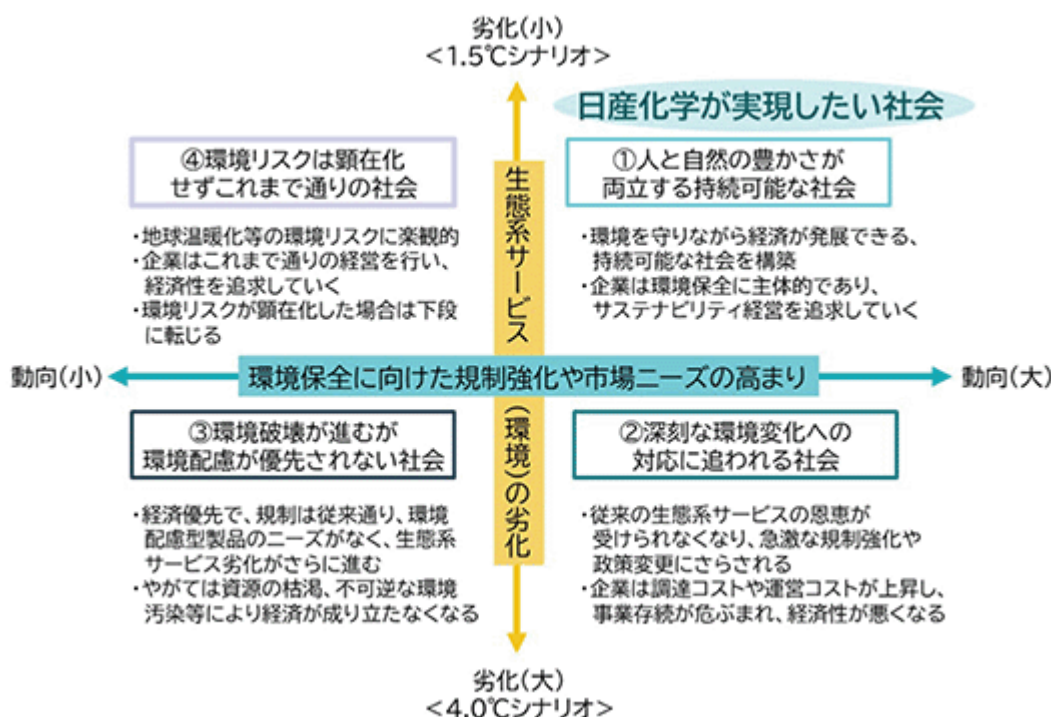 劣化(小)
<1.5℃シナリオ>
日産化学が実現したい社会
④環境リスクは顕在化
せずこれまで通りの社会
・地球温暖化等の環境リスクに楽観的
・企業はこれまで通りの経営を行い、
経済性を追求していく
・環境リスクが顕在化した場合は下段
に転じる
①人と自然の豊かさが
両立する持続可能な社会
・環境を守りながら経済が発展できる、
持続可能な社会を構築
・企業は環境保全に主体的であり、
サステナビリティ経営を追求していく
生態系サービス(環境)の劣化
動向(小)
環境保全に向けた規制強化や市場ニーズの高まり
動向(大)
③環境破壊が進むが
環境配慮が優先されない社会
・経済優先で、規制は従来通り、環境
配慮型製品のニーズがなく、生態系
サービス劣化がさらに進む
・やがては資源の枯渇、不可逆な環境
汚染等により経済が成り立たなくなる
②深刻な環境変化への
対応に追われる社会
・従来の生態系サービスの恩恵が
受けられなくなり、急激な規制強化や
政策変更にさらされる
・企業は調達コストや運営コストが上昇し、
事業存続が危ぶまれ、経済性が悪くなる
劣化(大)
<4.0℃シナリオ>